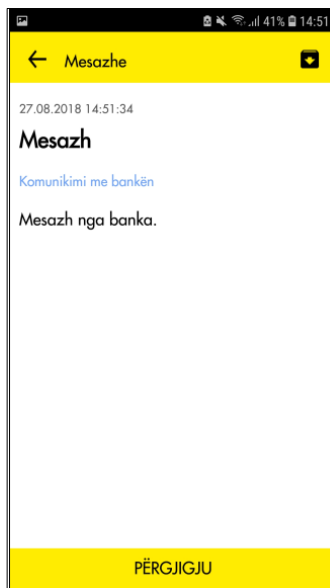 41% 14:51
Mesazhe
27.08.2018 14:51:34
Mesazh
Komunikimi me bankën
Mesazh nga banka.
PËRGJIGJU